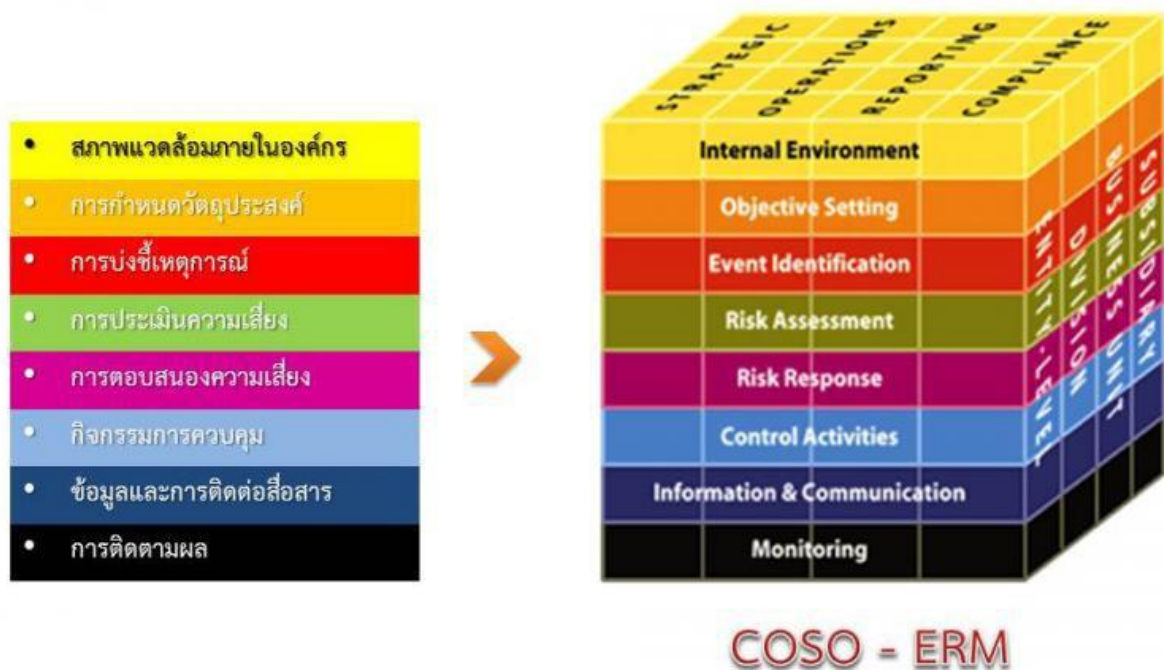 • สภาพแวดล้อมภายในองค์กร
• การกำหนดวัตถุประสงค์
• การบ่งชี้เหตุการณ์
• การประเมินความเสี่ยง
• การตอบสนองความเสี่ยง
• กิจกรรมการควบคุม
• ข้อมูลและการติดต่อสื่อสาร
• การติดตามผล
STRATEGIC
OPERATIONS
REPORTING
COMPLIANCE
Internal Environment
Objective Setting
Event Identification
Risk Assessment
Risk Response
Control Activities
Information & Communication
Monitoring
ENTITY-LEVEL
DIVISION
BUSINESS UNIT
SUBSIDIARY
COSO - ERM